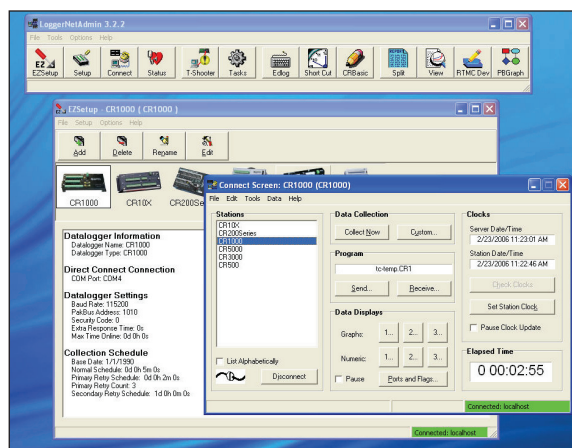 LoggerNetAdmin 3.2.2
File Tools Options Help
EZSetup Setup Connect Status T-Shooter Tasks Edlog Short Cut CRBasic Split View RTMC Dev PBGraph
EZSetup - CR1000 ( CR1000 )
File Setup Options Help
Add Delete Rename Edit
CR1000 CR10X CR200Se
Datalogger Information
Datalogger Name: CR1000
Datalogger Type: CR1000
Direct Connect Connection
COM Port: COM4
Datalogger Settings
Baud Rate: 115200
PakBus Address: 1010
Security Code: 0
Extra Response Time: 0s
Max Time Online: 0d 0h 0m
Collection Schedule
Base Date: 1/1/1990
Normal Schedule: 0d 0h 5m 0s
Primary Retry Schedule: 0d 0h 2m 0s
Primary Retry Count: 3
Secondary Retry Schedule: 1d 0h 0m 0s
Connected: localhost
Connect Screen: CR1000 (CR1000)
File Edit Tools Data Help
Stations
CR10X
CR200Series
CR1000
CR5000
CR3000
CR500
List Alphabetically
Disconnect
Data Collection
Collect Now Custom...
Program
tc-temp.CR1
Send... Receive...
Data Displays
Graphs: 1... 2... 3...
Numeric: 1... 2... 3...
Pause Ports and Flags...
Clocks
Server Date/Time
2/23/2006 11:23:01 AM
Station Date/Time
2/23/2006 11:22:46 AM
Check Clocks
Set Station Clock
Pause Clock Update
Elapsed Time
0 00:02:55
Connected: localhost